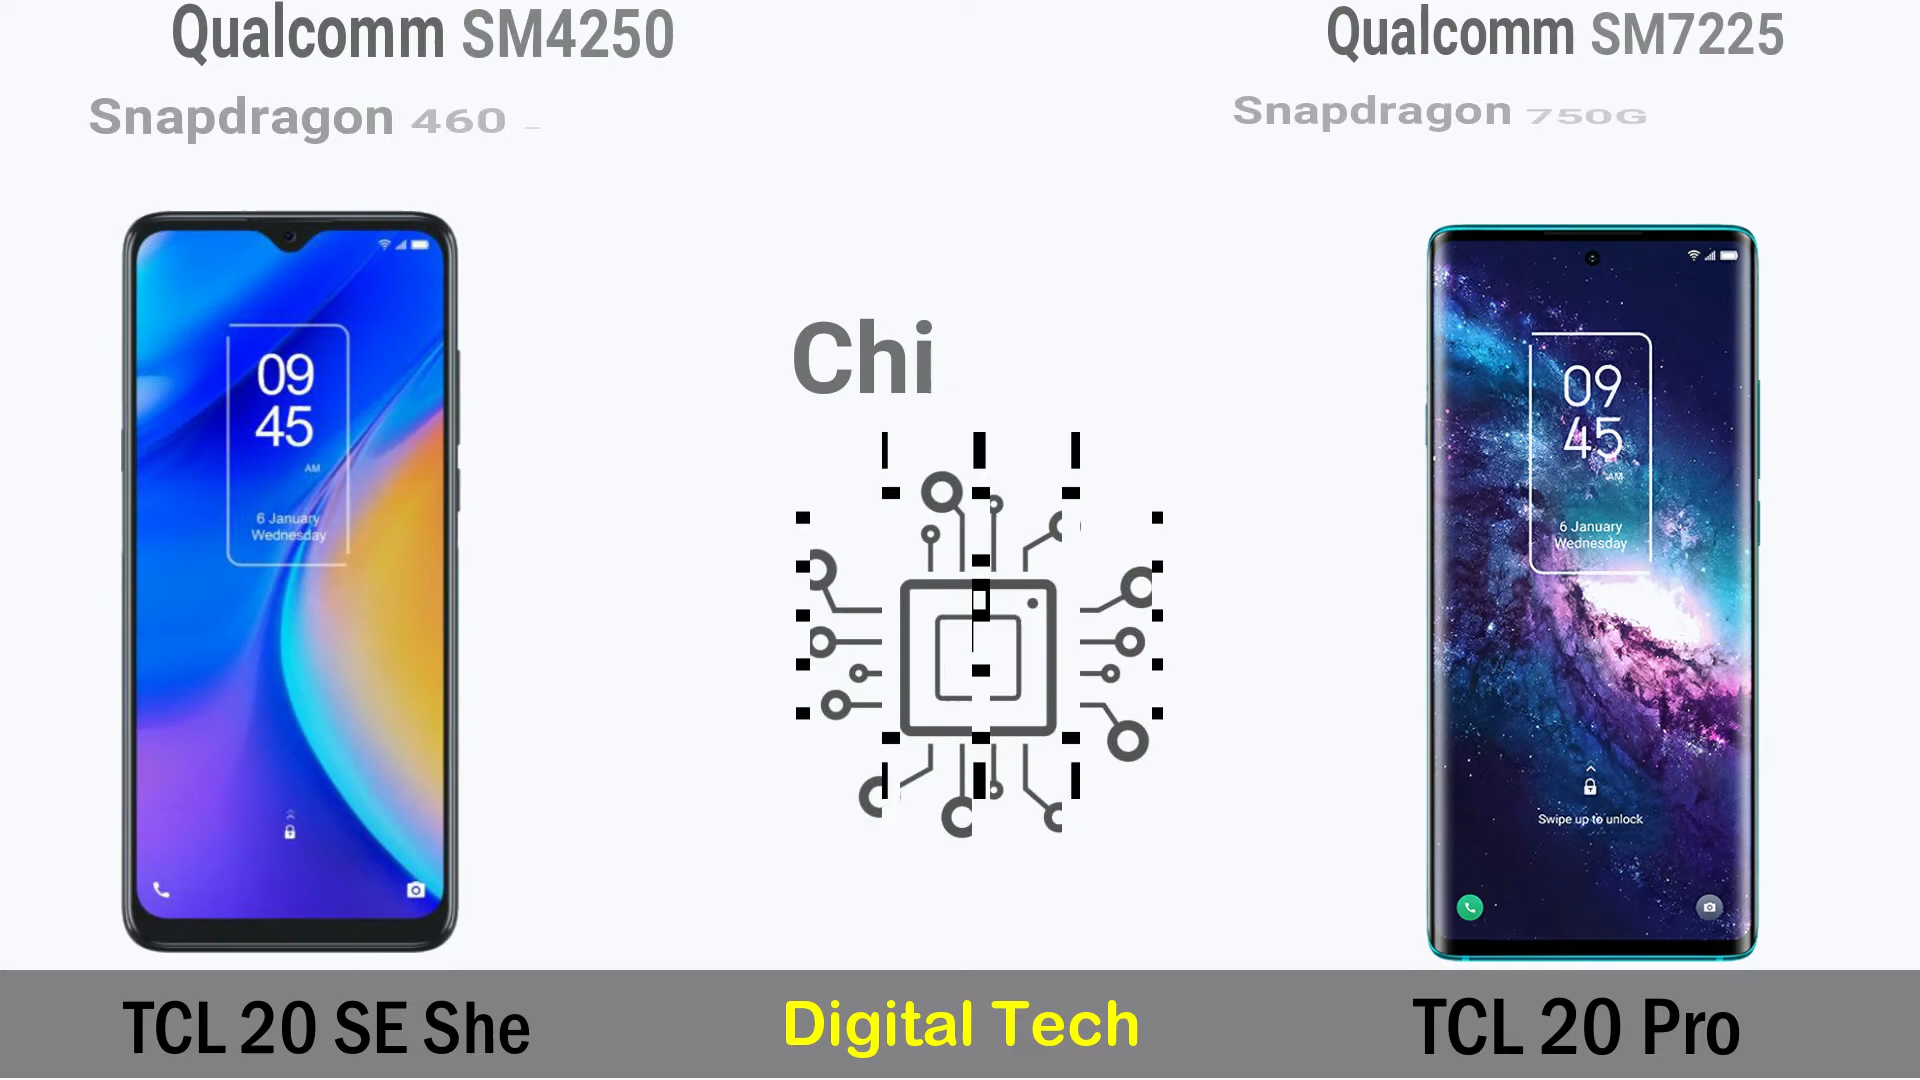 Qualcomm SM4250
Snapdragon 460 -
Qualcomm SM7225
Snapdragon 750G
09
45
AM
6 January
Wednesday
Chi
09
45
AM
6 January
Wednesday
Swipe up to unlock
TCL 20 SE She
Digital Tech
TCL 20 Pro